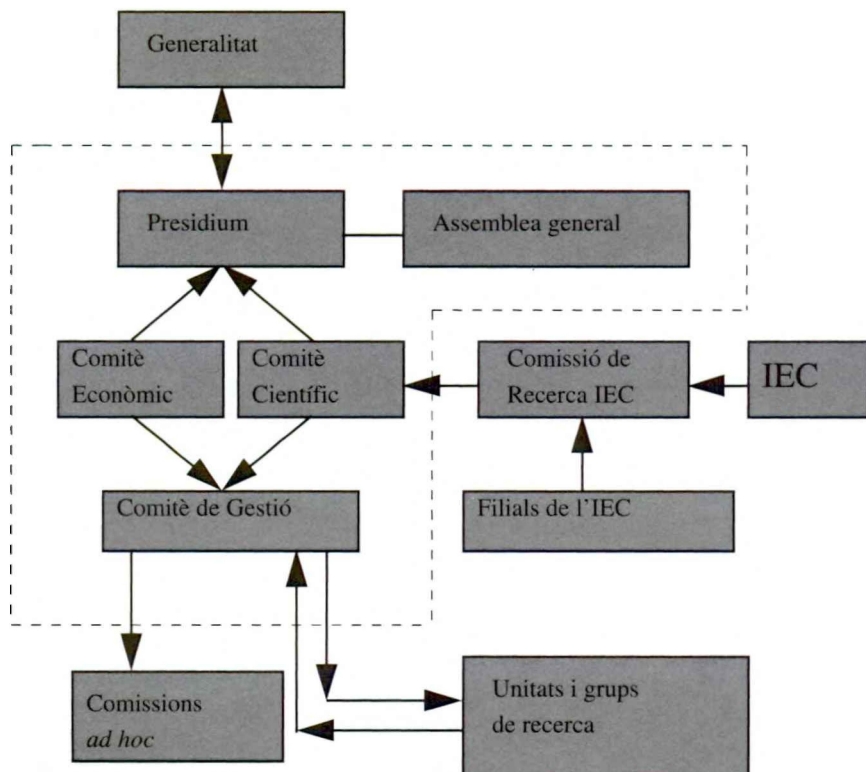 Generalitat
Presidium
Assemblea general
Comitè
Econòmic
Comitè
Científic
Comissió de
Recerca IEC
IEC
Comitè de Gestió
Filials de l'IEC
Comissions
ad hoc
Unitats i grups
de recerca